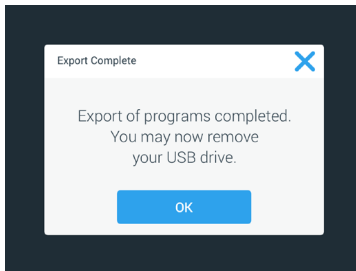 Export Complete
Export of programs completed.
You may now remove
your USB drive.
OK